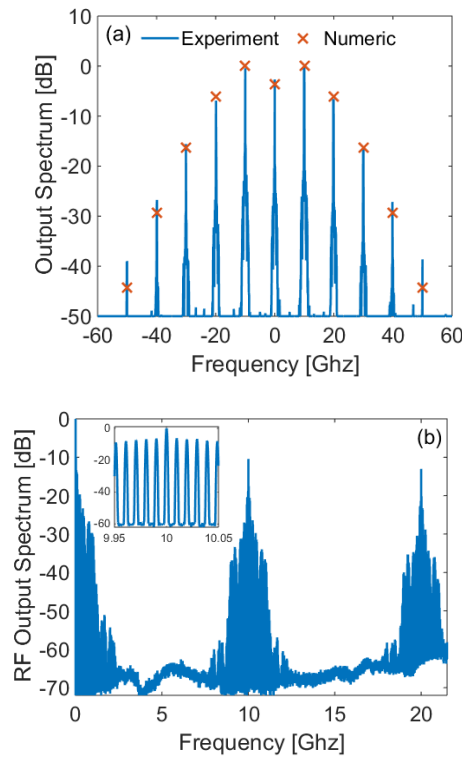 10
(a)
Experiment
Numeric
0
-10
-20
-30
-40
-50
Output Spectrum [dB]
-60 -40 -20 0 20 40 60
Frequency [Ghz]
0
(b)
-10
-20
-30
-40
-50
-60
-70
RF Output Spectrum [dB]
0
-20
-40
-60
9.95 10 10.05
0 5 10 15 20
Frequency [Ghz]